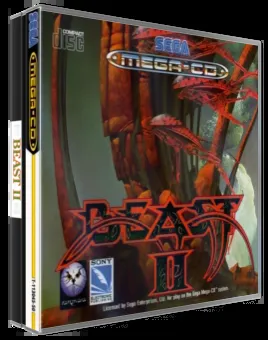 COMPACT
DISC
SEGA
MEGA-CD
BEAST
II
Licensed by Sega Enterprises, Ltd. for play on the Sega Mega CD system.
SONY
SEGA
MEGA-CD
BEAST II